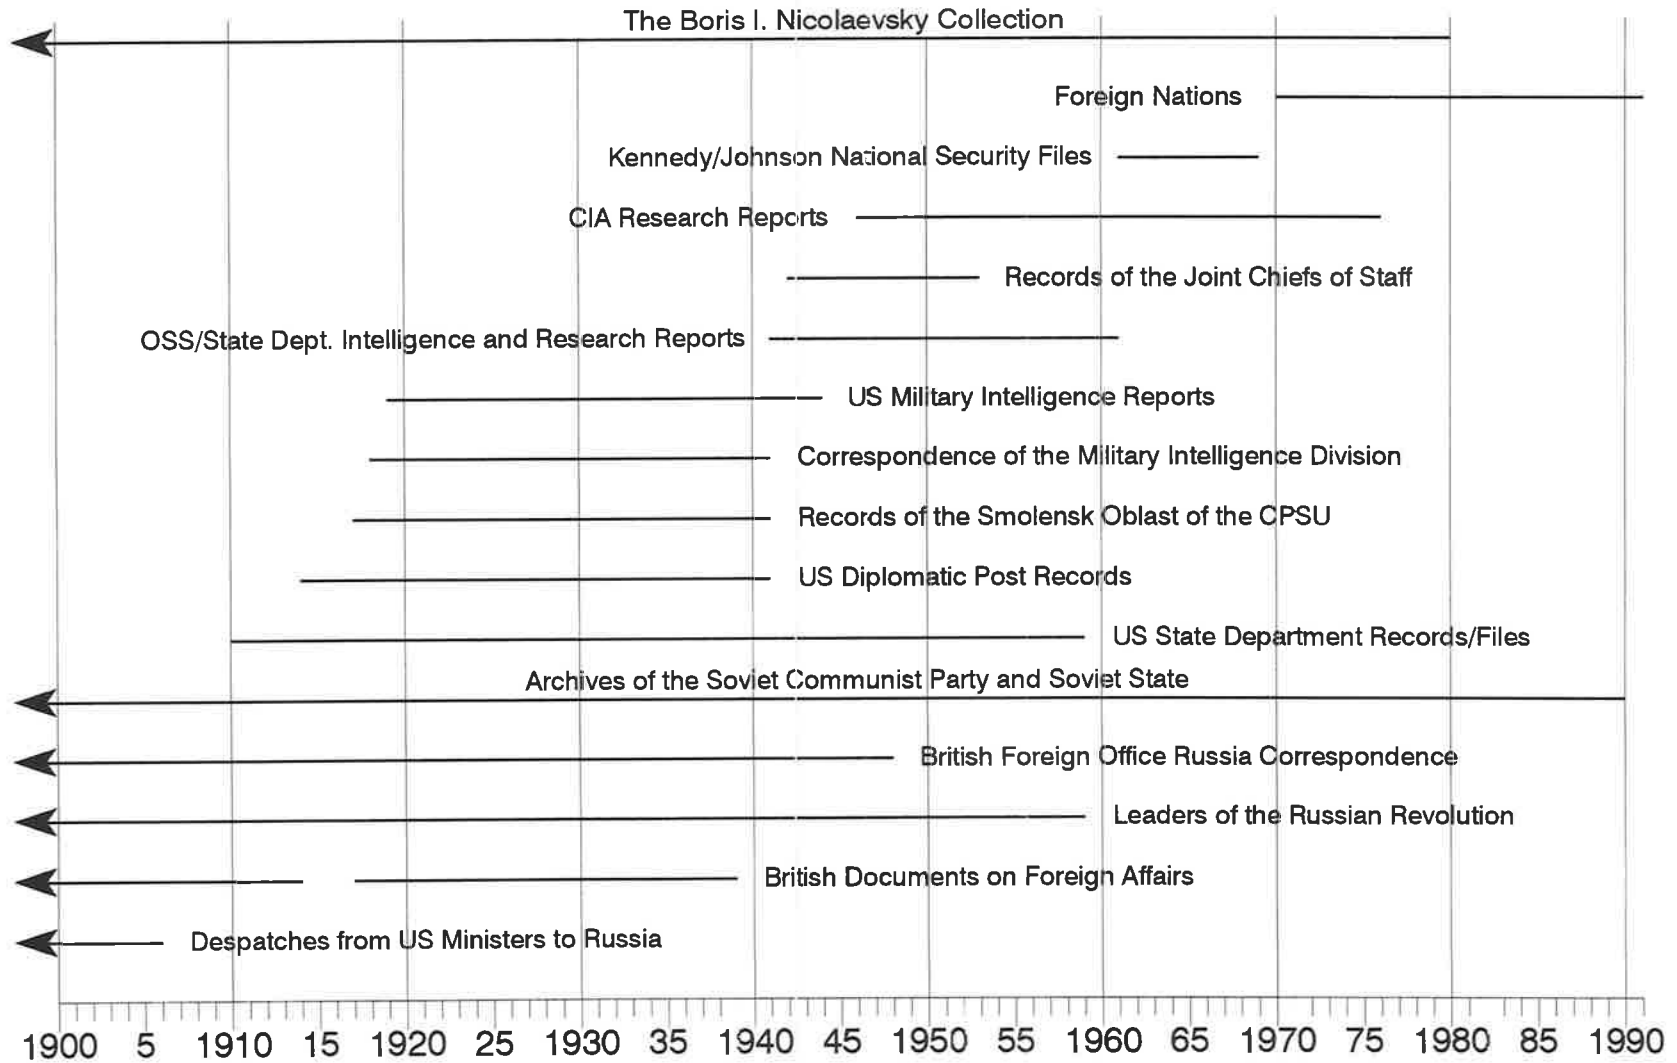 The Boris I. Nicolaevsky Collection
Foreign Nations
Kennedy/Johnson National Security Files
CIA Research Reports
Records of the Joint Chiefs of Staff
OSS/State Dept. Intelligence and Research Reports
US Military Intelligence Reports
Correspondence of the Military Intelligence Division
Records of the Smolensk Oblast of the CPSU
US Diplomatic Post Records
US State Department Records/Files
Archives of the Soviet Communist Party and Soviet State
British Foreign Office Russia Correspondence
Leaders of the Russian Revolution
British Documents on Foreign Affairs
Despatches from US Ministers to Russia
1900 5 1910 15 1920 25 1930 35 1940 45 1950 55 1960 65 1970 75 1980 85 1990